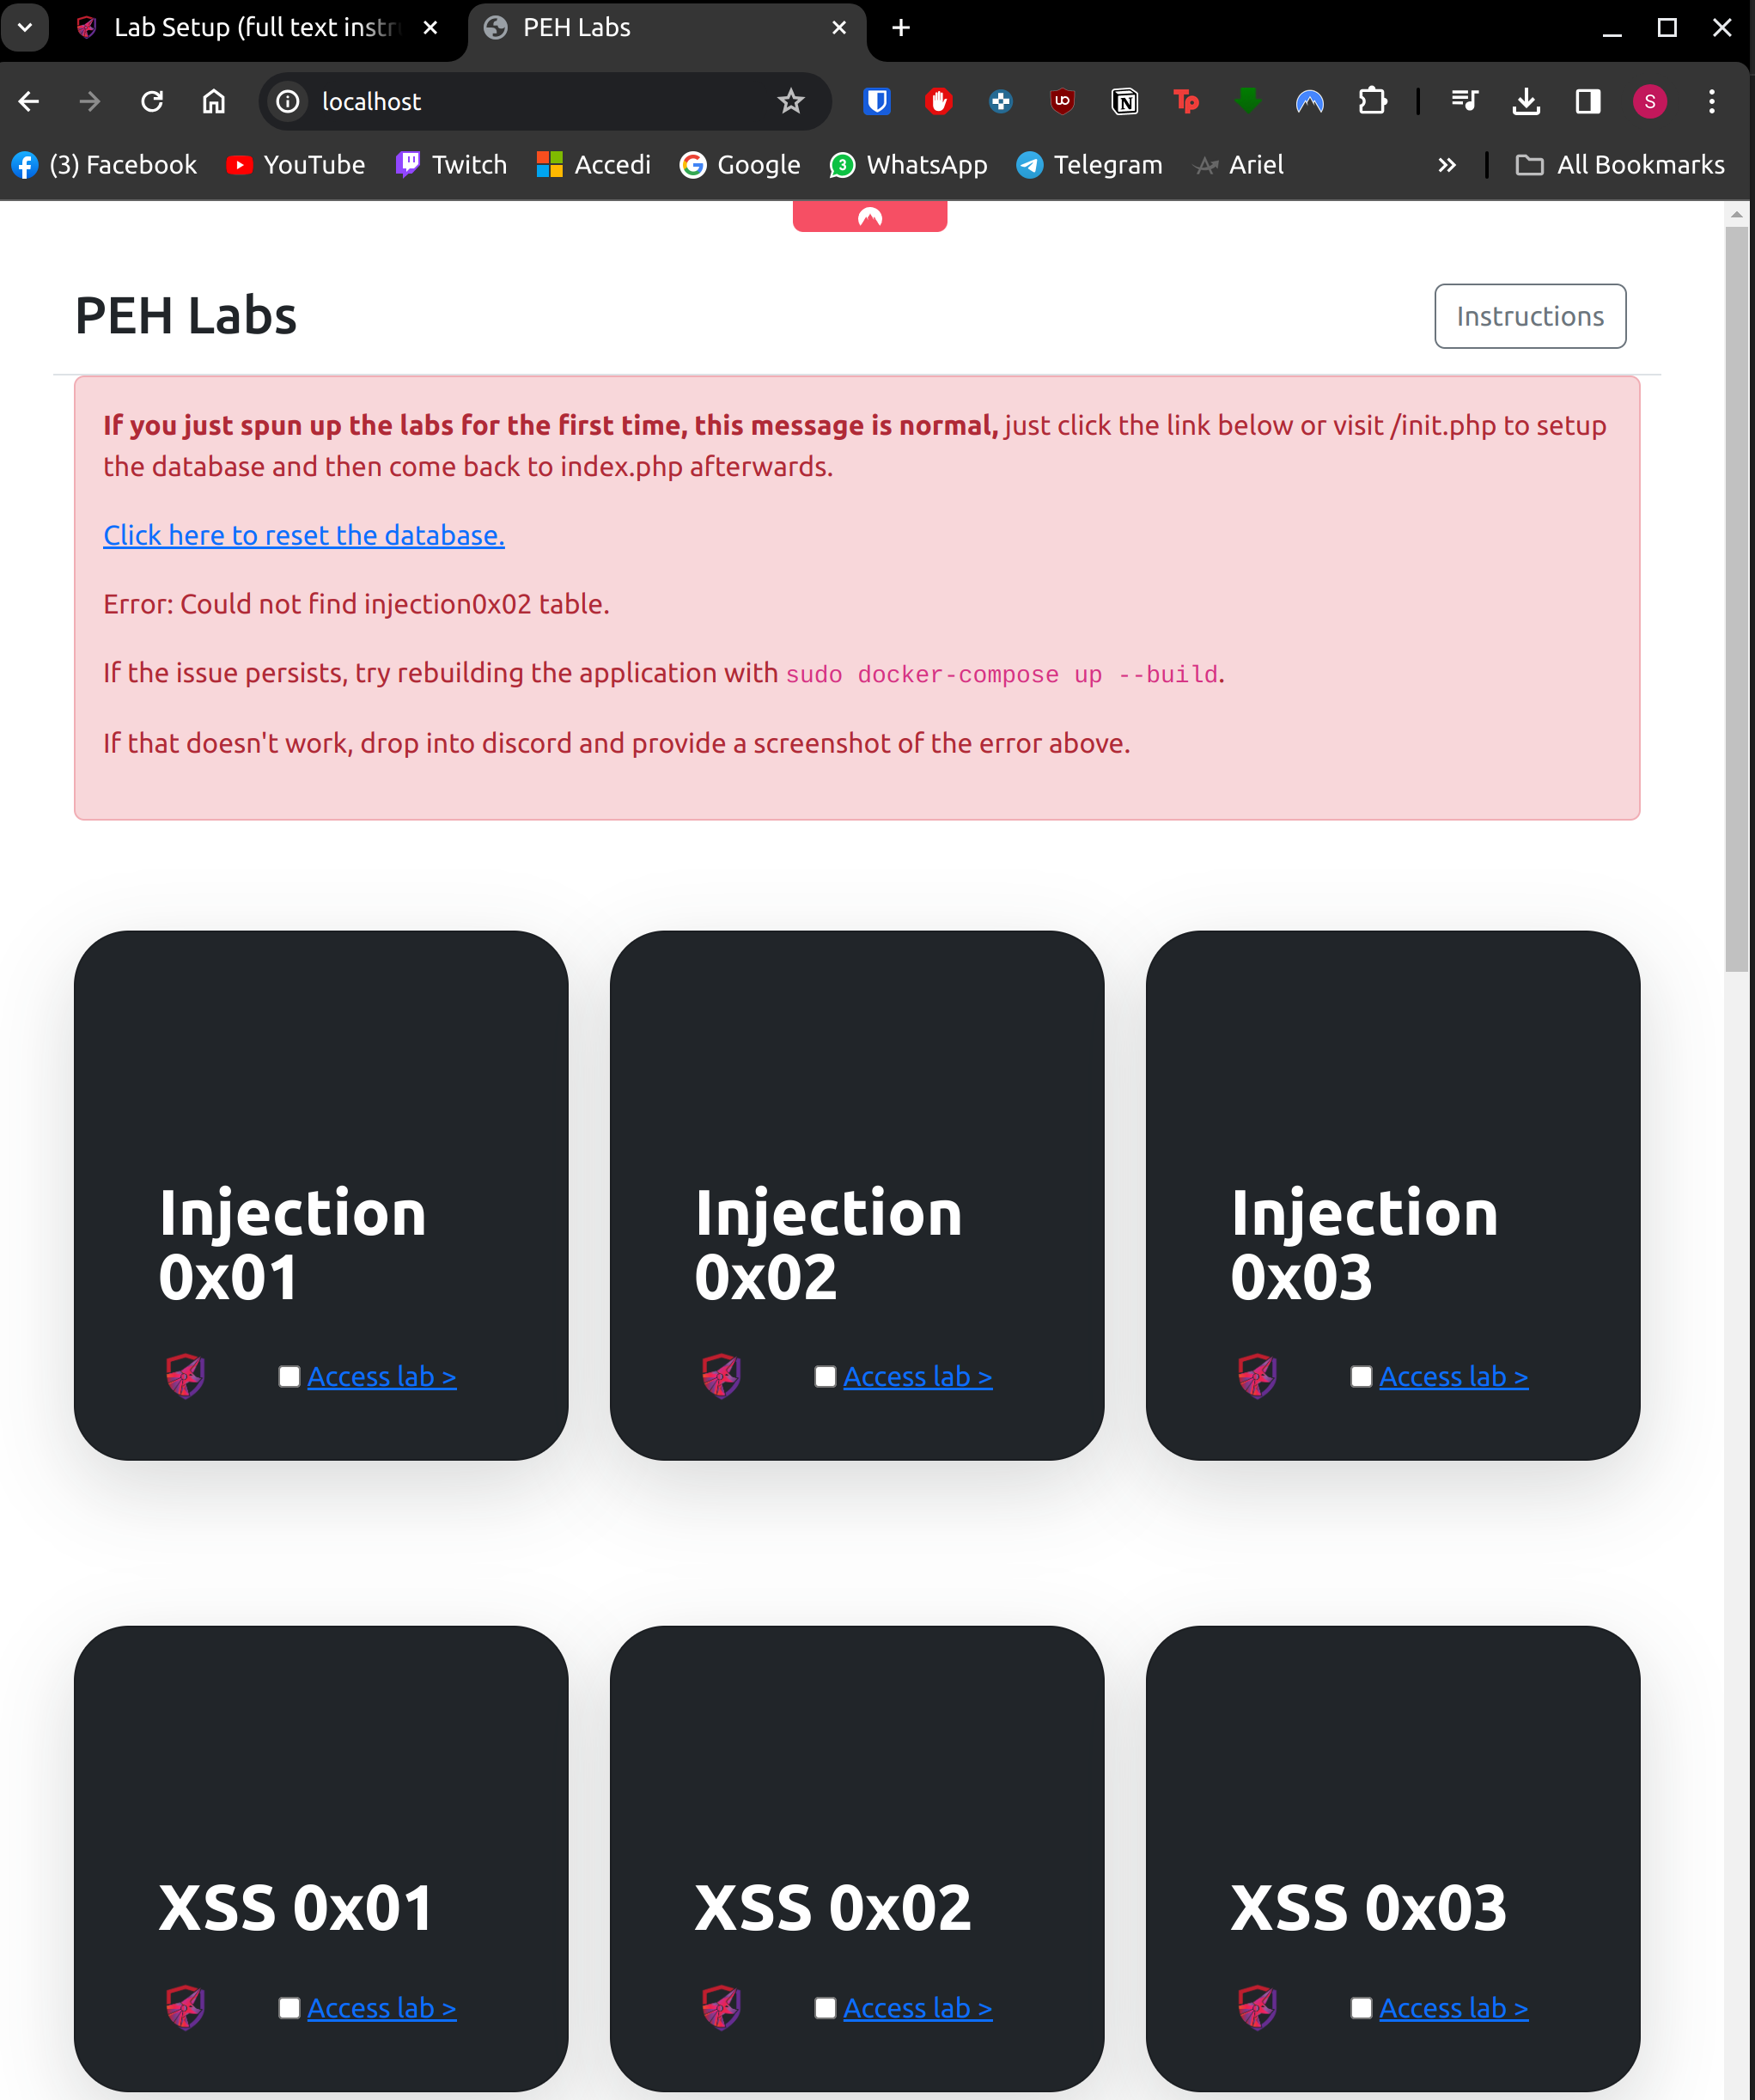 Lab Setup (full text instr
PEH Labs
localhost
(3) Facebook YouTube Twitch Accedi Google WhatsApp Telegram Ariel » All Bookmarks
PEH Labs
Instructions
If you just spun up the labs for the first time, this message is normal, just click the link below or visit /init.php to setup
the database and then come back to index.php afterwards.
Click here to reset the database.
Error: Could not find injection0x02 table.
If the issue persists, try rebuilding the application with sudo docker-compose up --build.
If that doesn't work, drop into discord and provide a screenshot of the error above.
Injection
0x01
Access lab >
Injection
0x02
Access lab >
Injection
0x03
Access lab >
XSS 0x01
Access lab >
XSS 0x02
Access lab >
XSS 0x03
Access lab >